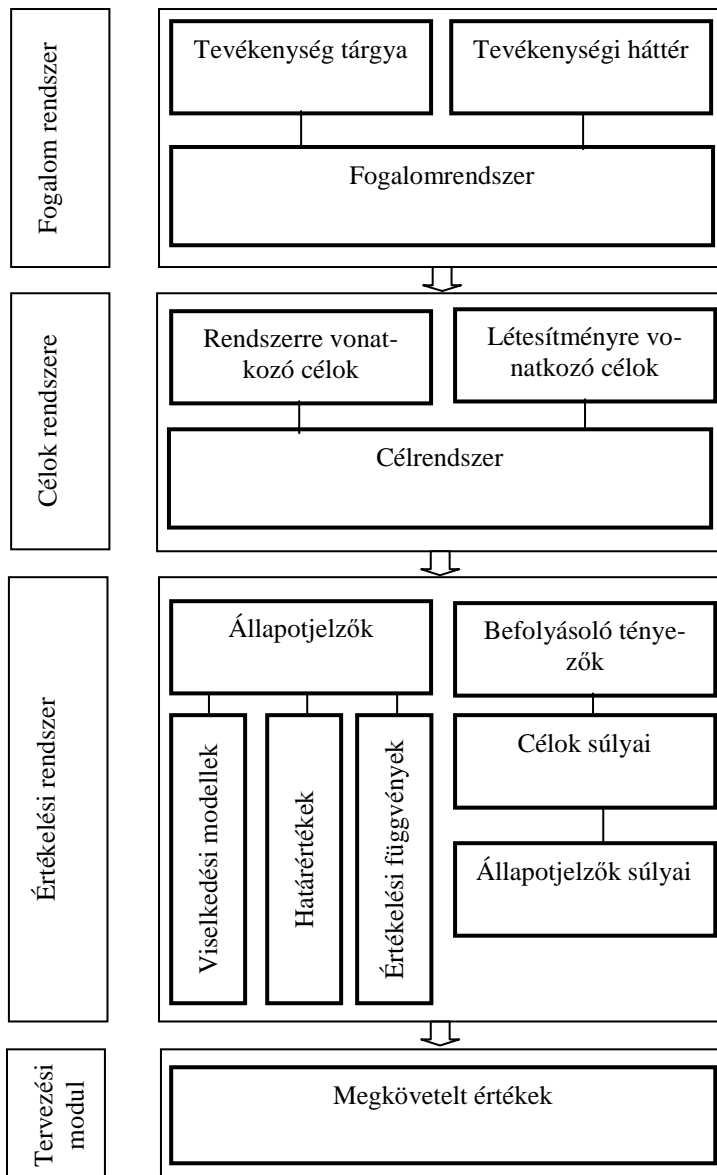 Fogalom rendszer
Tevékenység tárgya
Tevékenységi háttér
Fogalomrendszer
Célok rendszere
Rendszerre vonat-
kozó célok
Létesítményre vo-
natkozó célok
Célrendszer
Értékelési rendszer
Állapotjelzők
Befolyásoló ténye-
zők
Viselkedési modellek
Határértékek
Értékelési függvények
Célok súlyai
Állapotjelzők súlyai
Tervezési
modul
Megkövetelt értékek